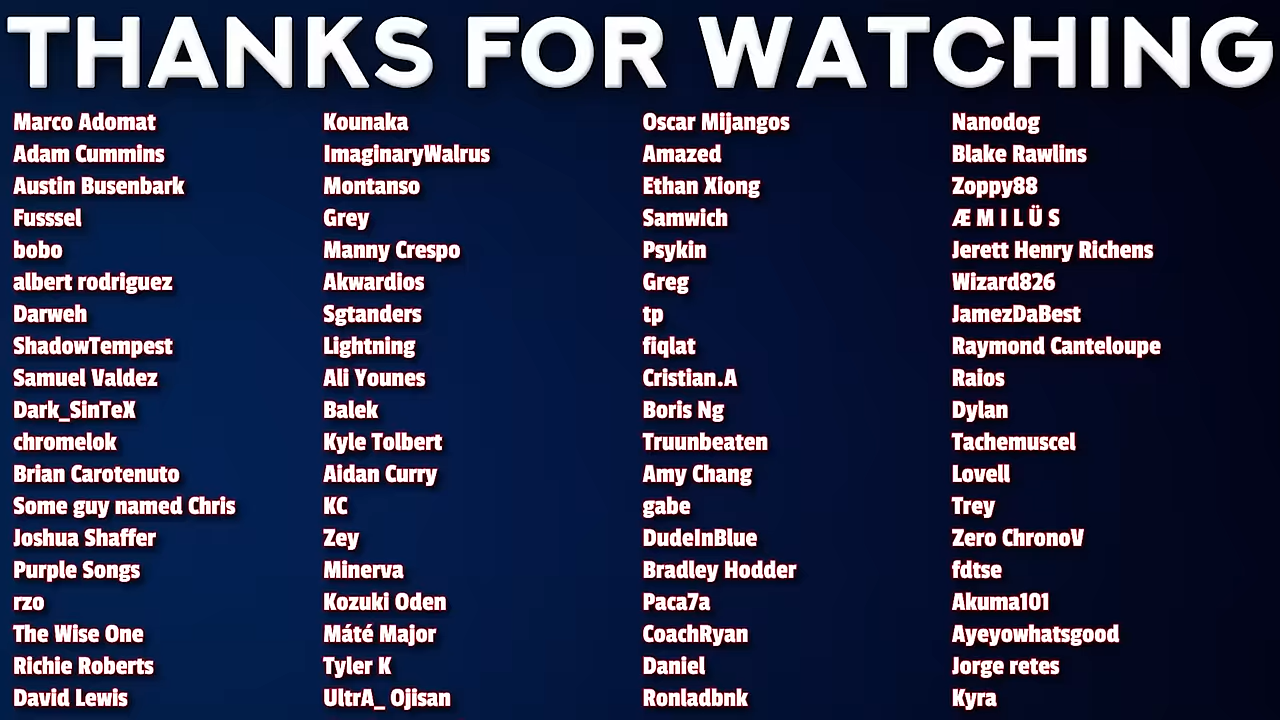 THANKS FOR WATCHING
Marco Adomat
Adam Cummins
Austin Busenbark
Fusssel
bobo
albert rodriguez
Darweh
ShadowTempest
Samuel Valdez
Dark_SinTeX
chromelok
Brian Carotenuto
Some guy named Chris
Joshua Shaffer
Purple Songs
rzo
The Wise One
Richie Roberts
David Lewis
Kounaka
ImaginaryWalrus
Montanso
Grey
Manny Crespo
Akwardios
Sgtanders
Lightning
Ali Younes
Balek
Kyle Tolbert
Aidan Curry
KC
Zey
Minerva
Kozuki Oden
Máté Major
Tyler K
UltrA_ Ojisan
Oscar Mijangos
Amazed
Ethan Xiong
Samwich
Psykin
Greg
tp
fiqlat
Cristian.A
Boris Ng
Truunbeaten
Amy Chang
gabe
DudeInBlue
Bradley Hodder
Paca7a
CoachRyan
Daniel
Ronladbnk
Nanodog
Blake Rawlins
Zoppy88
Æ M I L Ü S
Jerett Henry Richens
Wizard826
JamezDaBest
Raymond Canteloupe
Raios
Dylan
Tachemuscel
Lovell
Trey
Zero ChronoV
fdtse
Akuma101
Ayeyowhatsgood
Jorge retes
Kyra